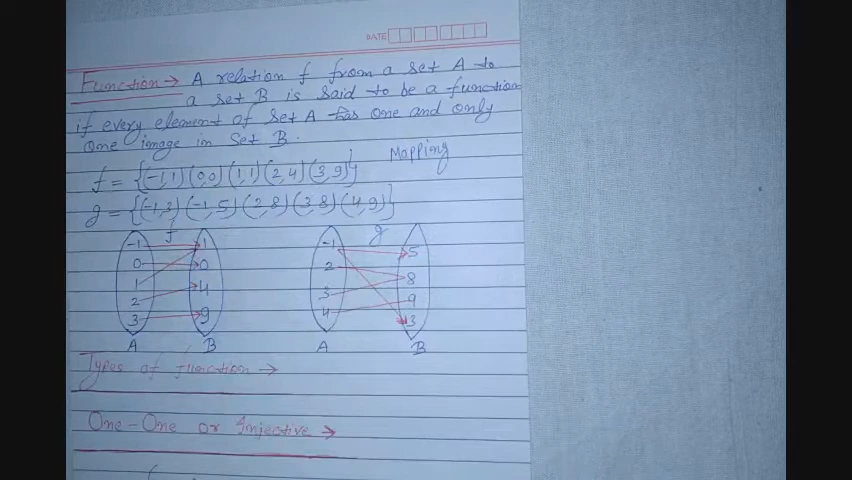 DATE
Function → A relation f from a set A to
a set B is said to be a function
if every element of set A has one and only
one image in set B.
Mapping
f = {(-1,1)(0,0)(1,1)(2,4)(3,9)}
g = {(-1,3)(-1,5)(2,8)(3,8)(4,9)}
f g
-1 1 -1 5
0 0 2 8
1 4 3 9
2 9 4 3
3
A B A B
Types of function →
One-One or Injective →